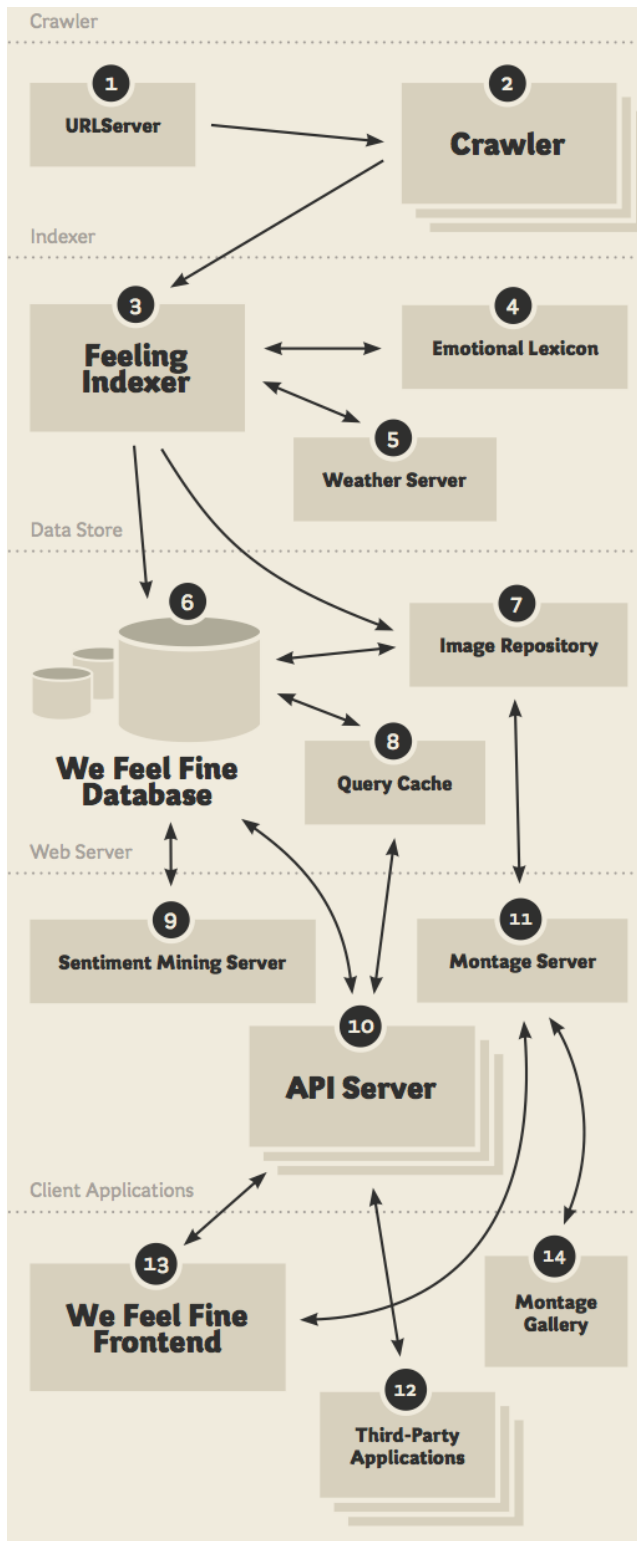 Crawler
1
URLServer
2
Crawler
Indexer
3
Feeling
Indexer
4
Emotional Lexicon
5
Weather Server
Data Store
6
We Feel Fine
Database
7
Image Repository
8
Query Cache
Web Server
9
Sentiment Mining Server
10
API Server
11
Montage Server
Client Applications
13
We Feel Fine
Frontend
14
Montage
Gallery
12
Third-Party
Applications